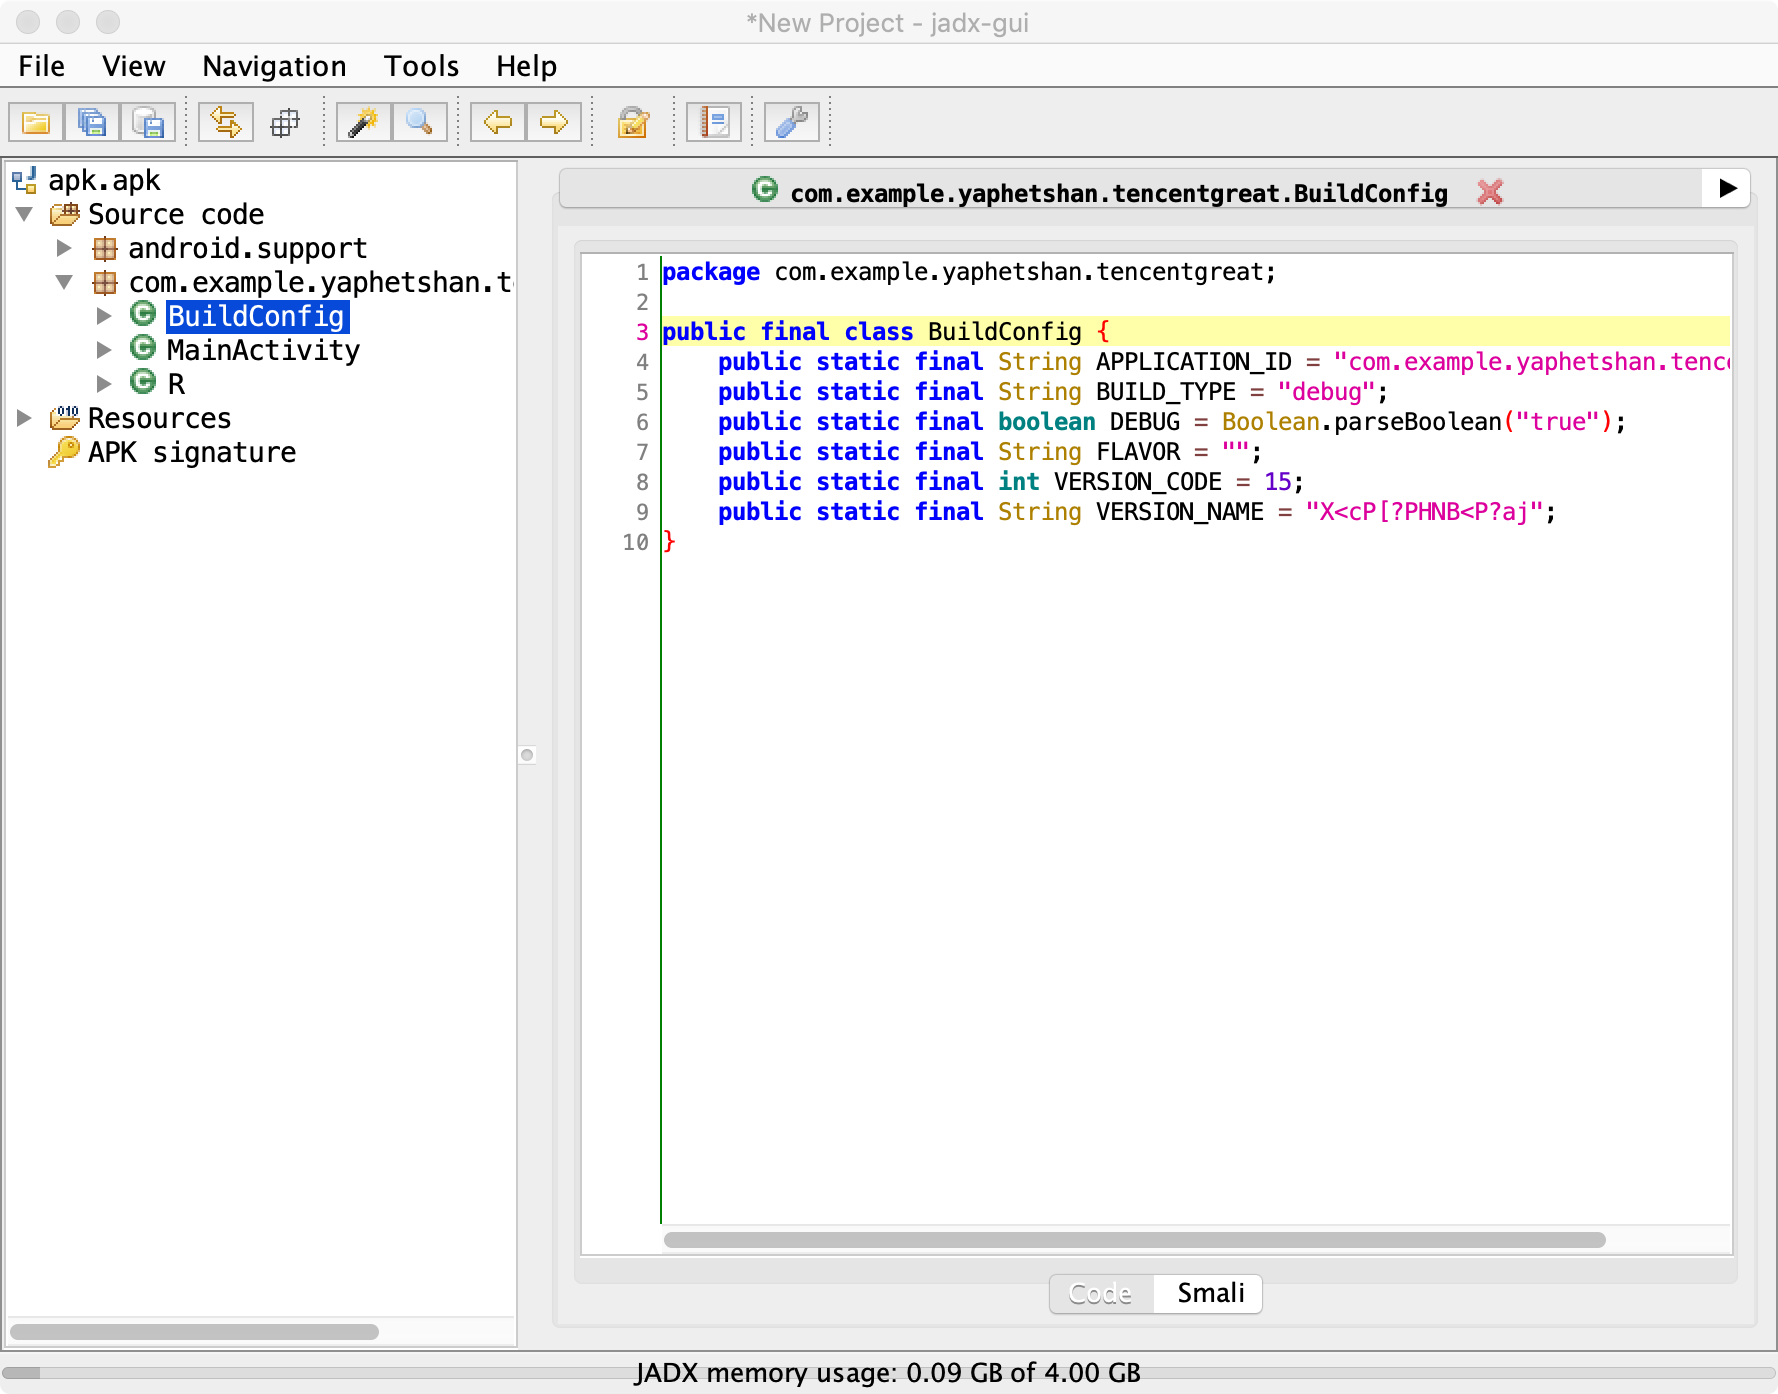 *New Project - jadx-gui
File View Navigation Tools Help
apk.apk
Source code
android.support
com.example.yaphetshan.t
BuildConfig
MainActivity
R
Resources
APK signature
com.example.yaphetshan.tencentgreat.BuildConfig
1 package com.example.yaphetshan.tencentgreat;
2
3 public final class BuildConfig {
4 public static final String APPLICATION_ID = "com.example.yaphetshan.tenc
5 public static final String BUILD_TYPE = "debug";
6 public static final boolean DEBUG = Boolean.parseBoolean("true");
7 public static final String FLAVOR = "";
8 public static final int VERSION_CODE = 15;
9 public static final String VERSION_NAME = "X<cP[?PHNB<P?aj";
10 }
Code Smali
JADX memory usage: 0.09 GB of 4.00 GB